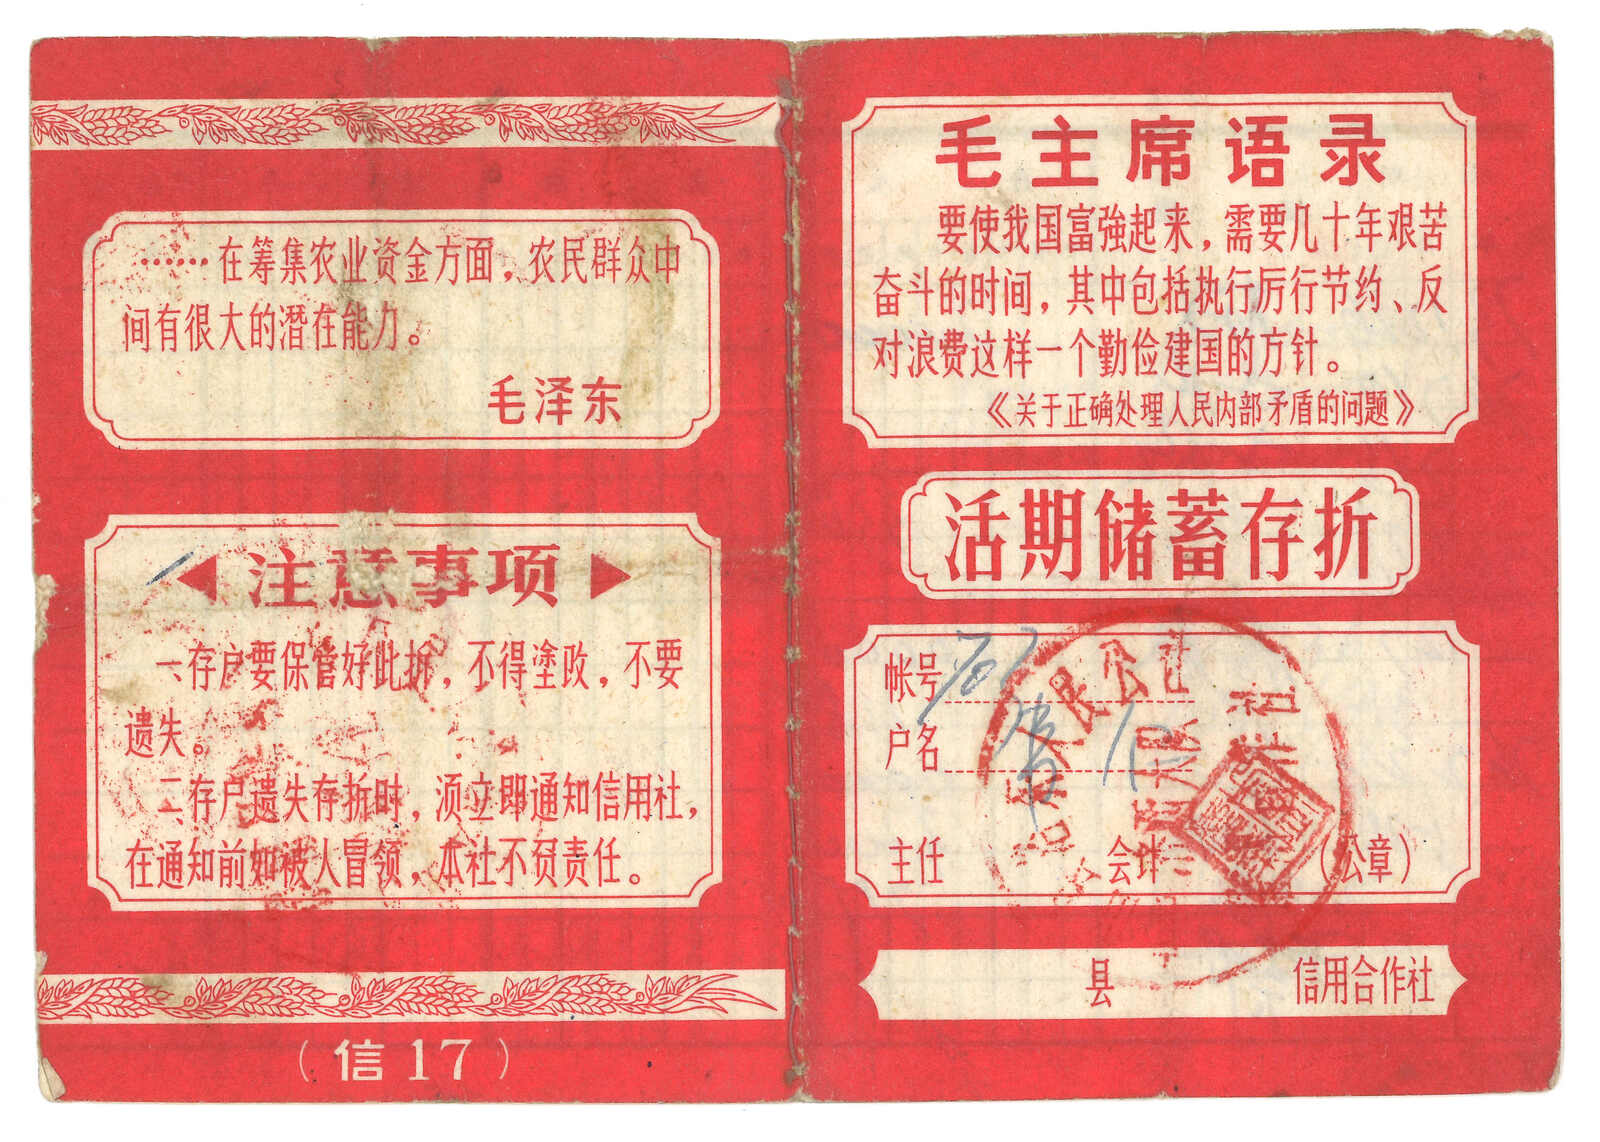 ……在筹集农业资金方面，农民群众中
间有很大的潜在能力。
毛泽东
注意事项
一、存户要保管好此折，不得塗改，不要
遗失。
二、存户遗失存折时，须立即通知信用社，
在通知前如被人冒领，本社不负责任。
（信17）
毛主席语录
要使我国富強起来，需要几十年艰苦
奋斗的时间，其中包括执行厉行节约、反
对浪费这样一个勤俭建国的方针。
《关于正确处理人民内部矛盾的问题》
活期储蓄存折
帐号
户名
主任 会计 （公章）
县 信用合作社
民公社